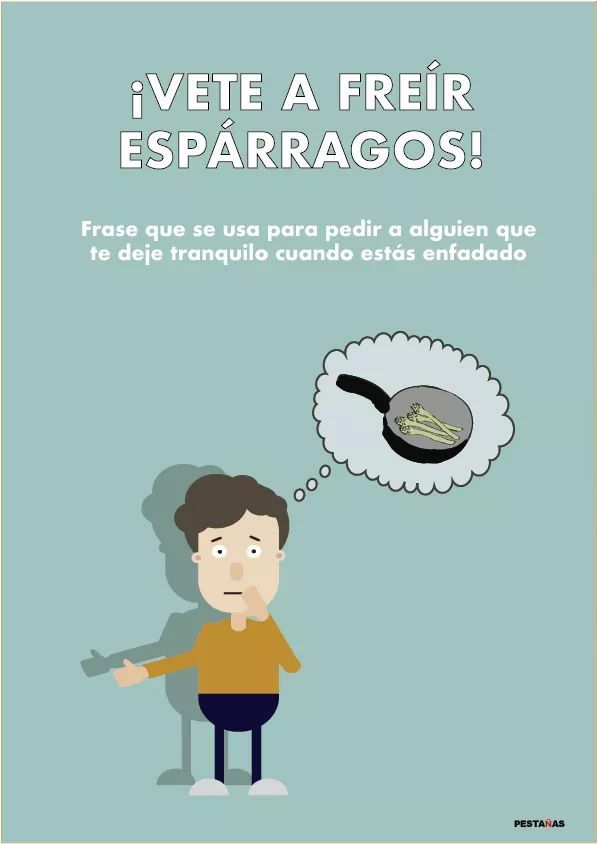 ¡VETE A FREÍR
ESPÁRRAGOS!
Frase que se usa para pedir a alguien que
te deje tranquilo cuando estás enfadado
PESTAÑAS